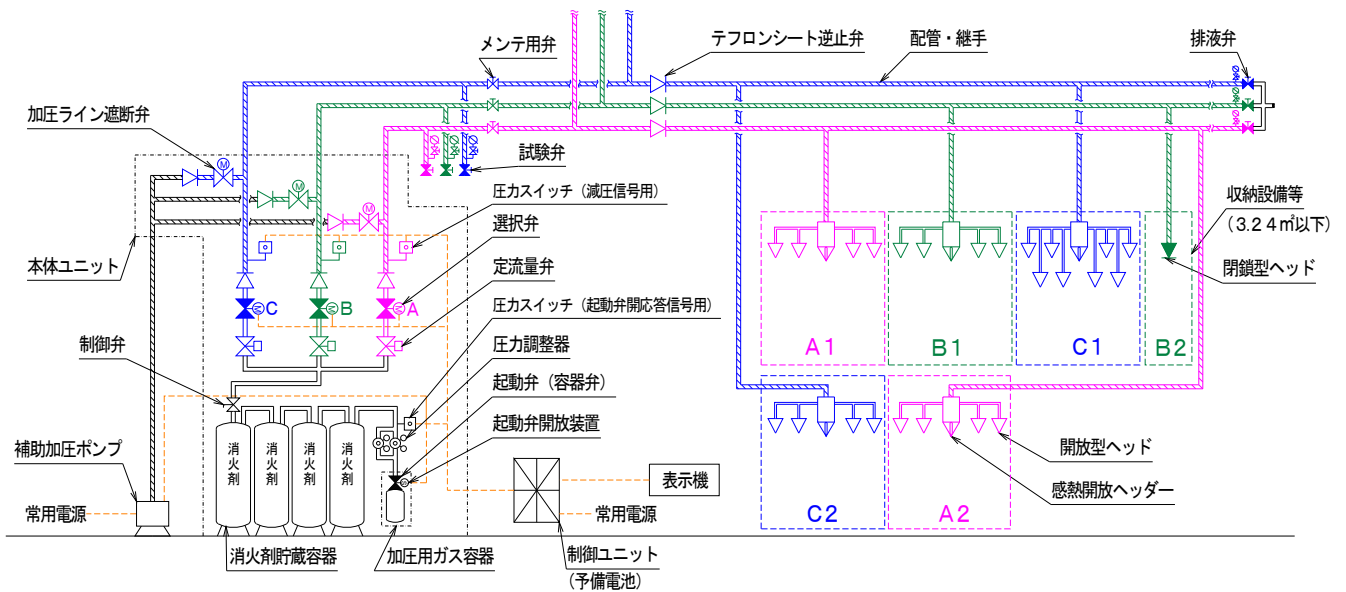 メンテ用弁
テフロンシート逆止弁
配管・継手
排液弁
加圧ライン遮断弁
M
M
M
試験弁
圧力スイッチ（減圧信号用）
選択弁
定流量弁
圧力スイッチ（起動弁開応答信号用）
圧力調整器
起動弁（容器弁）
起動弁開放装置
本体ユニット
C
B
A
制御弁
補助加圧ポンプ
常用電源
消火剤
消火剤
消火剤
消火剤
消火剤貯蔵容器
加圧用ガス容器
制御ユニット
（予備電池）
常用電源
表示機
収納設備等
（3.24㎡以下）
閉鎖型ヘッド
A1
B1
C1
B2
C2
A2
開放型ヘッド
感熱開放ヘッダー